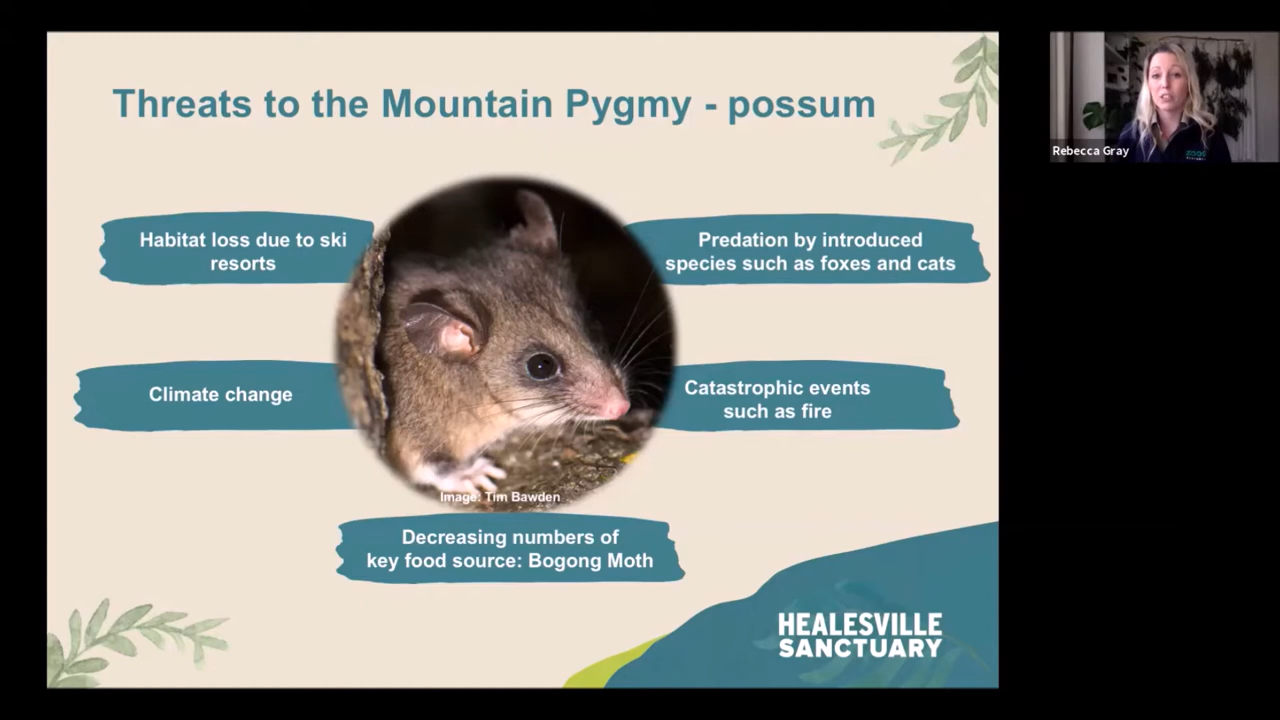 Threats to the Mountain Pygmy - possum
Rebecca Gray
Habitat loss due to ski
resorts
Predation by introduced
species such as foxes and cats
Climate change
Catastrophic events
such as fire
Image: Tim Bawden
Decreasing numbers of
key food source: Bogong Moth
HEALESVILLE
SANCTUARY